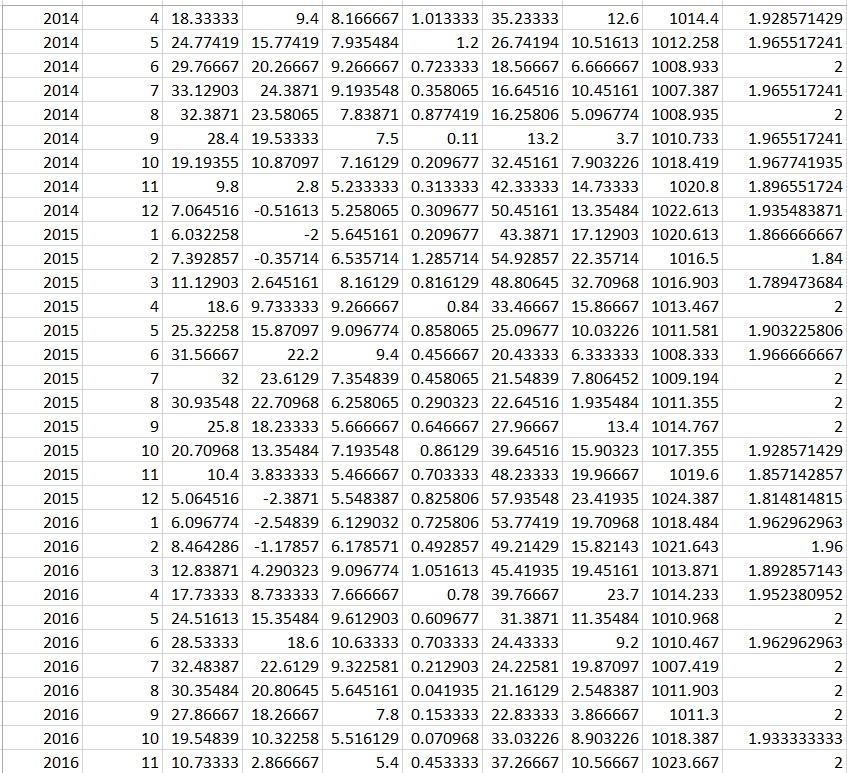 2014 4 18.33333 9.4 8.166667 1.013333 35.23333 12.6 1014.4 1.928571429
2014 5 24.77419 15.77419 7.935484 1.2 26.74194 10.51613 1012.258 1.965517241
2014 6 29.76667 20.26667 9.266667 0.723333 18.56667 6.666667 1008.933 2
2014 7 33.12903 24.3871 9.193548 0.358065 16.64516 10.45161 1007.387 1.965517241
2014 8 32.3871 23.58065 7.83871 0.877419 16.25806 5.096774 1008.935 2
2014 9 28.4 19.53333 7.5 0.11 13.2 3.7 1010.733 1.965517241
2014 10 19.19355 10.87097 7.16129 0.209677 32.45161 7.903226 1018.419 1.967741935
2014 11 9.8 2.8 5.233333 0.313333 42.33333 14.73333 1020.8 1.896551724
2014 12 7.064516 -0.51613 5.258065 0.309677 50.45161 13.35484 1022.613 1.935483871
2015 1 6.032258 -2 5.645161 0.209677 43.3871 17.12903 1020.613 1.866666667
2015 2 7.392857 -0.35714 6.535714 1.285714 54.92857 22.35714 1016.5 1.84
2015 3 11.12903 2.645161 8.16129 0.816129 48.80645 32.70968 1016.903 1.789473684
2015 4 18.6 9.733333 9.266667 0.84 33.46667 15.86667 1013.467 2
2015 5 25.32258 15.87097 9.096774 0.858065 25.09677 10.03226 1011.581 1.903225806
2015 6 31.56667 22.2 9.4 0.456667 20.43333 6.333333 1008.333 1.966666667
2015 7 32 23.6129 7.354839 0.458065 21.54839 7.806452 1009.194 2
2015 8 30.93548 22.70968 6.258065 0.290323 22.64516 1.935484 1011.355 2
2015 9 25.8 18.23333 5.666667 0.646667 27.96667 13.4 1014.767 2
2015 10 20.70968 13.35484 7.193548 0.86129 39.64516 15.90323 1017.355 1.928571429
2015 11 10.4 3.833333 5.466667 0.703333 48.23333 19.96667 1019.6 1.857142857
2015 12 5.064516 -2.3871 5.548387 0.825806 57.93548 23.41935 1024.387 1.814814815
2016 1 6.096774 -2.54839 6.129032 0.725806 53.77419 19.70968 1018.484 1.962962963
2016 2 8.464286 -1.17857 6.178571 0.492857 49.21429 15.82143 1021.643 1.96
2016 3 12.83871 4.290323 9.096774 1.051613 45.41935 19.45161 1013.871 1.892857143
2016 4 17.73333 8.733333 7.666667 0.78 39.76667 23.7 1014.233 1.952380952
2016 5 24.51613 15.35484 9.612903 0.609677 31.3871 11.35484 1010.968 2
2016 6 28.53333 18.6 10.63333 0.703333 24.43333 9.2 1010.467 1.962962963
2016 7 32.48387 22.6129 9.322581 0.212903 24.22581 19.87097 1007.419 2
2016 8 30.35484 20.80645 5.645161 0.041935 21.16129 2.548387 1011.903 2
2016 9 27.86667 18.26667 7.8 0.153333 22.83333 3.866667 1011.3 2
2016 10 19.54839 10.32258 5.516129 0.070968 33.03226 8.903226 1018.387 1.933333333
2016 11 10.73333 2.866667 5.4 0.453333 37.26667 10.56667 1023.667 2